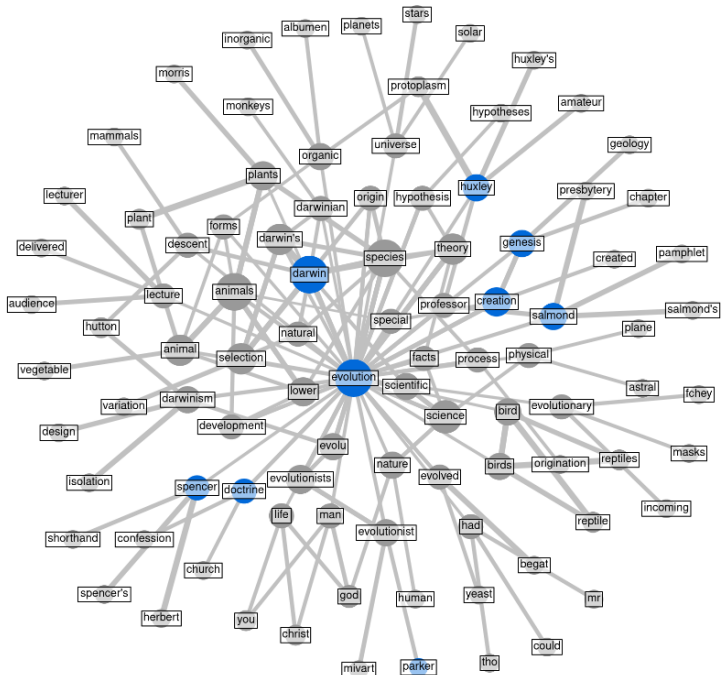 stars
albumen
planets
solar
inorganic
huxley's
morris
protoplasm
monkeys
hypotheses
amateur
mammals
universe
geology
organic
plants
huxley
presbytery
lecturer
origin
hypothesis
chapter
darwinian
plant
forms
darwin's
genesis
delivered
descent
species
theory
pamphlet
created
darwin
animals
lecture
audience
professor
creation
salmond
salmond's
hutton
natural
special
plane
animal
selection
facts
process
physical
vegetable
evolution
scientific
astral
lower
fchey
variation
darwinism
evolutionary
bird
science
development
design
evolu
masks
nature
birds
origination
reptiles
isolation
evolutionists
evolved
spencer
doctrine
incoming
life
man
reptile
had
evolutionist
shorthand
confession
begat
church
spencer's
god
human
yeast
mr
herbert
you
christ
could
tho
mivart
parker